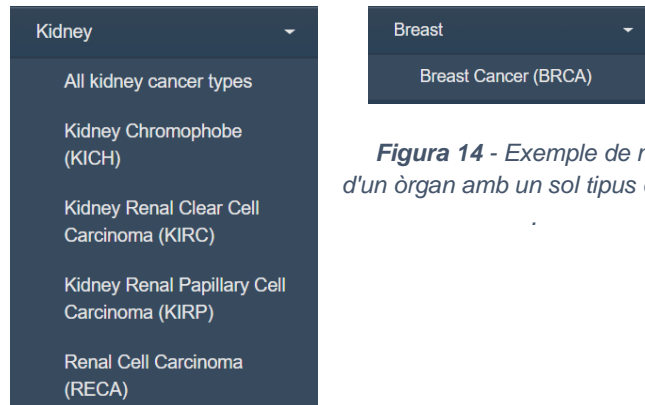 Kidney
All kidney cancer types
Kidney Chromophobe
(KICH)
Kidney Renal Clear Cell
Carcinoma (KIRC)
Kidney Renal Papillary Cell
Carcinoma (KIRP)
Renal Cell Carcinoma
(RECA)
Breast
Breast Cancer (BRCA)
Figura 14 - Exemple de
d'un òrgan amb un sol tipus
.